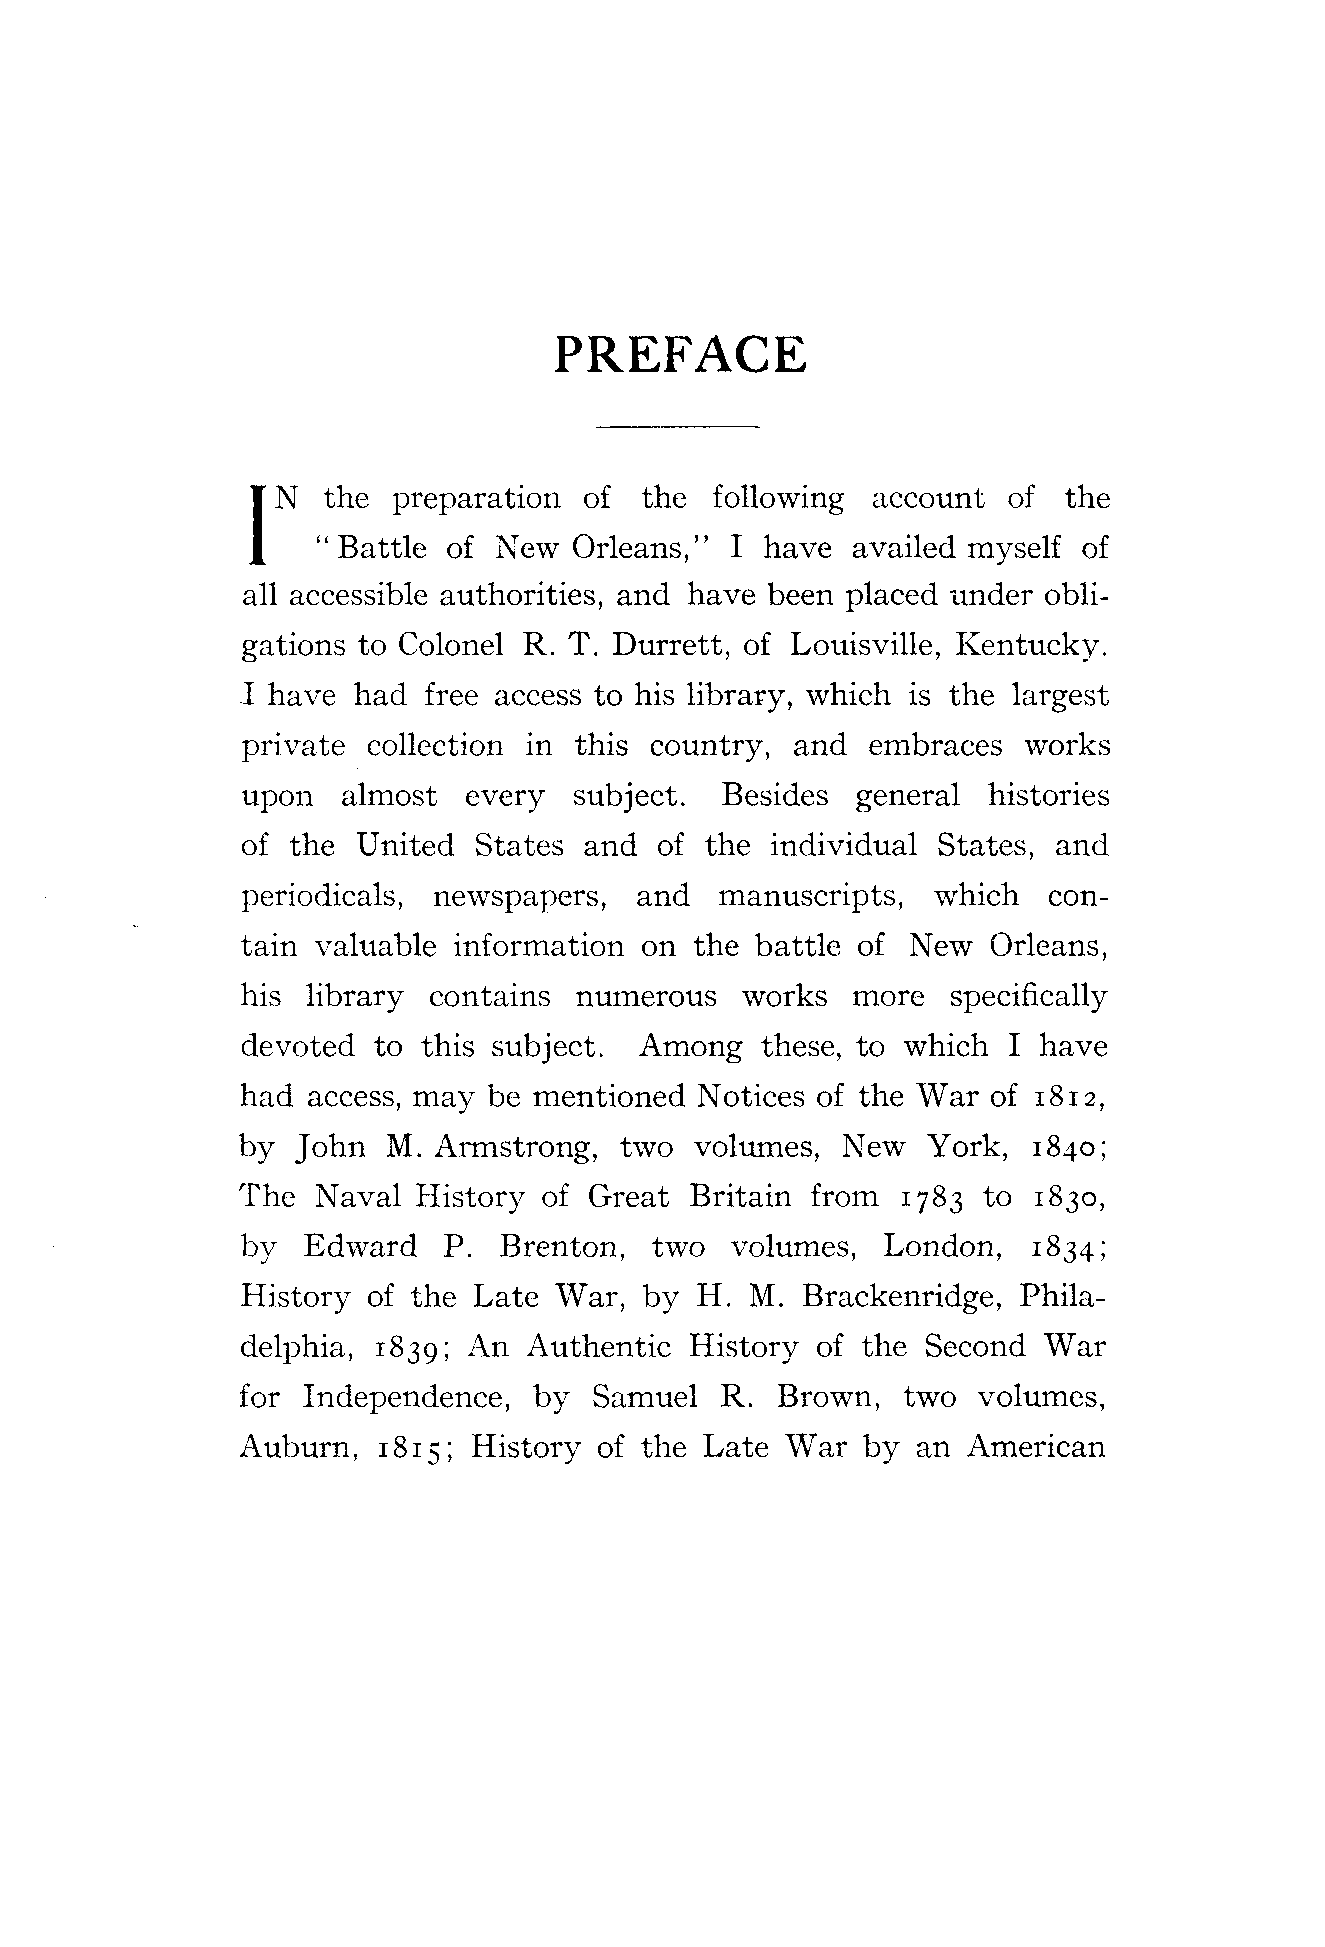 PREFACE
IN the preparation of the following account of the
"Battle of New Orleans," I have availed myself of
all accessible authorities, and have been placed under obli-
gations to Colonel R. T. Durrett, of Louisville, Kentucky.
I have had free access to his library, which is the largest
private collection in this country, and embraces works
upon almost every subject. Besides general histories
of the United States and of the individual States, and
periodicals, newspapers, and manuscripts, which con-
tain valuable information on the battle of New Orleans,
his library contains numerous works more specifically
devoted to this subject. Among these, to which I have
had access, may be mentioned Notices of the War of 1812,
by John M. Armstrong, two volumes, New York, 1840;
The Naval History of Great Britain from 1783 to 1830,
by Edward P. Brenton, two volumes, London, 1834;
History of the Late War, by H. M. Brackenridge, Phila-
delphia, 1839; An Authentic History of the Second War
for Independence, by Samuel R. Brown, two volumes,
Auburn, 1815; History of the Late War by an American